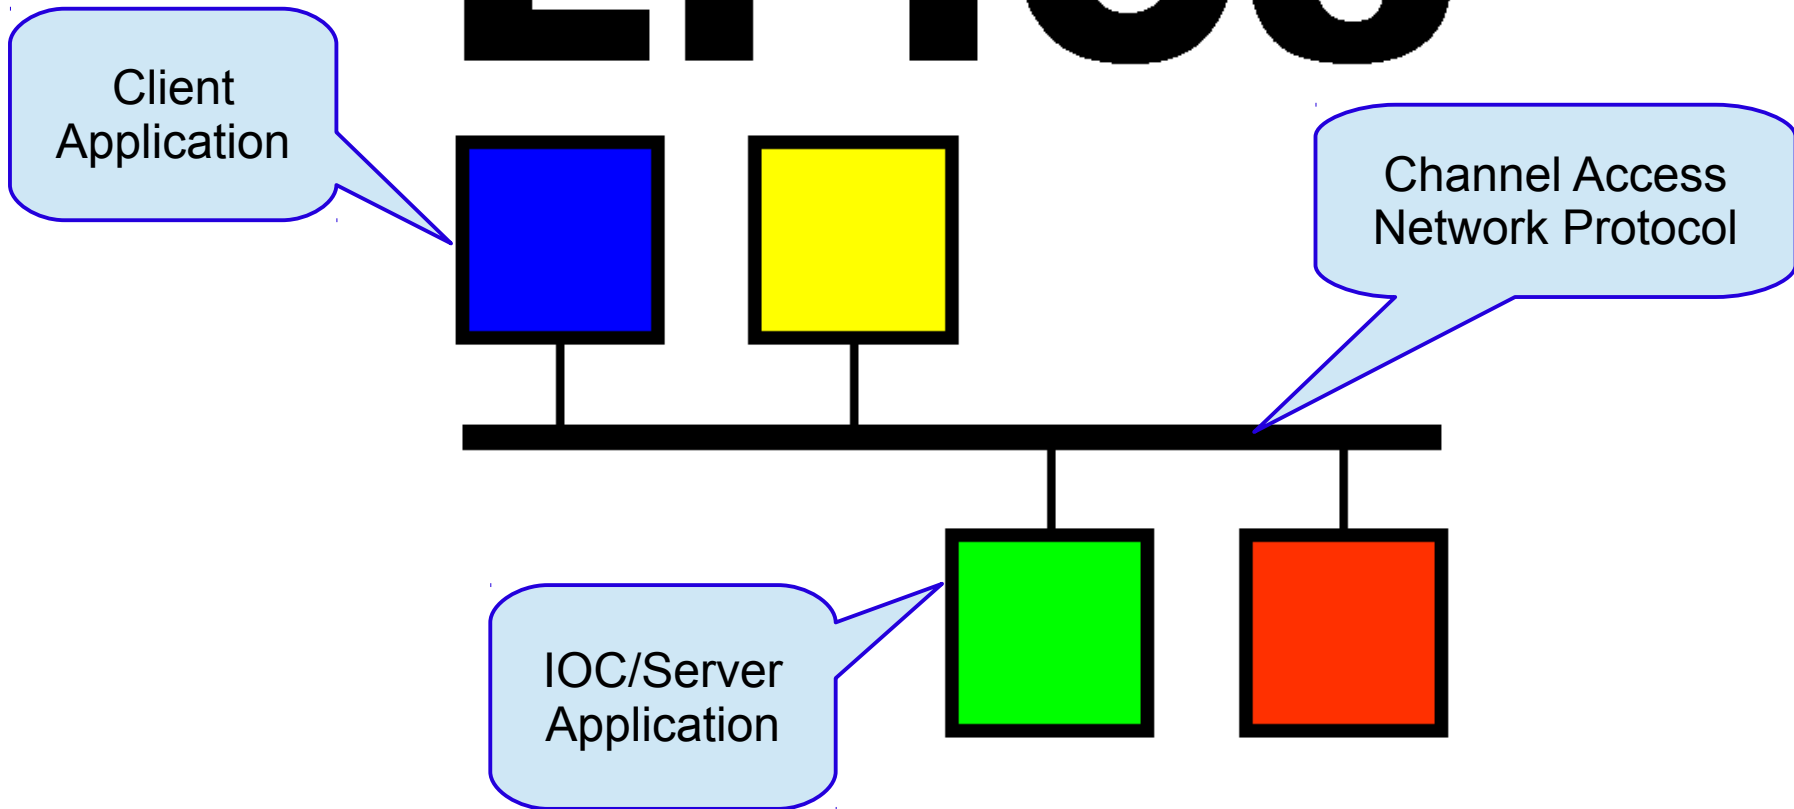 Client
Application
Channel Access
Network Protocol
IOC/Server
Application